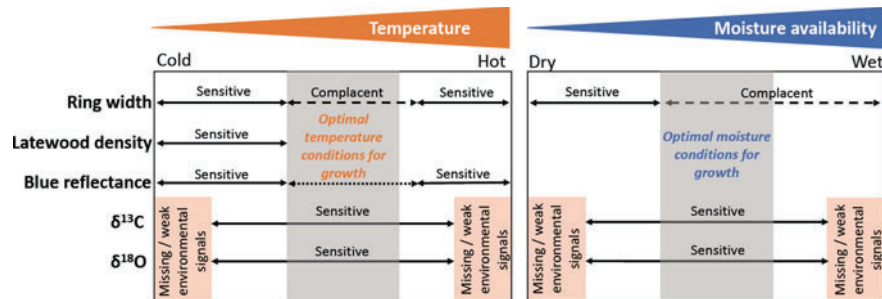 Temperature
Moisture availability
Cold
Hot
Dry
Wet
Ring width
Sensitive
Complacent
Sensitive
Sensitive
Complacent
Latewood density
Sensitive
Optimal
temperature
conditions for
growth
Optimal moisture
conditions for
growth
Blue reflectance
Sensitive
Sensitive
δ¹³C
Sensitive
Sensitive
δ¹⁸O
Sensitive
Sensitive
Missing / weak
environmental
signals
Missing / weak
environmental
signals
Missing / weak
environmental
signals
Missing / weak
environmental
signals